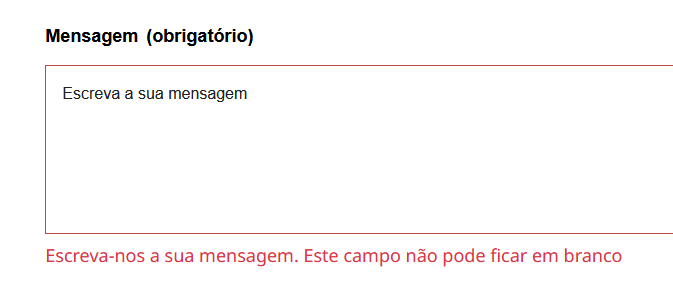 Mensagem (obrigatório)
Escreva a sua mensagem
Escreva-nos a sua mensagem. Este campo não pode ficar em branco